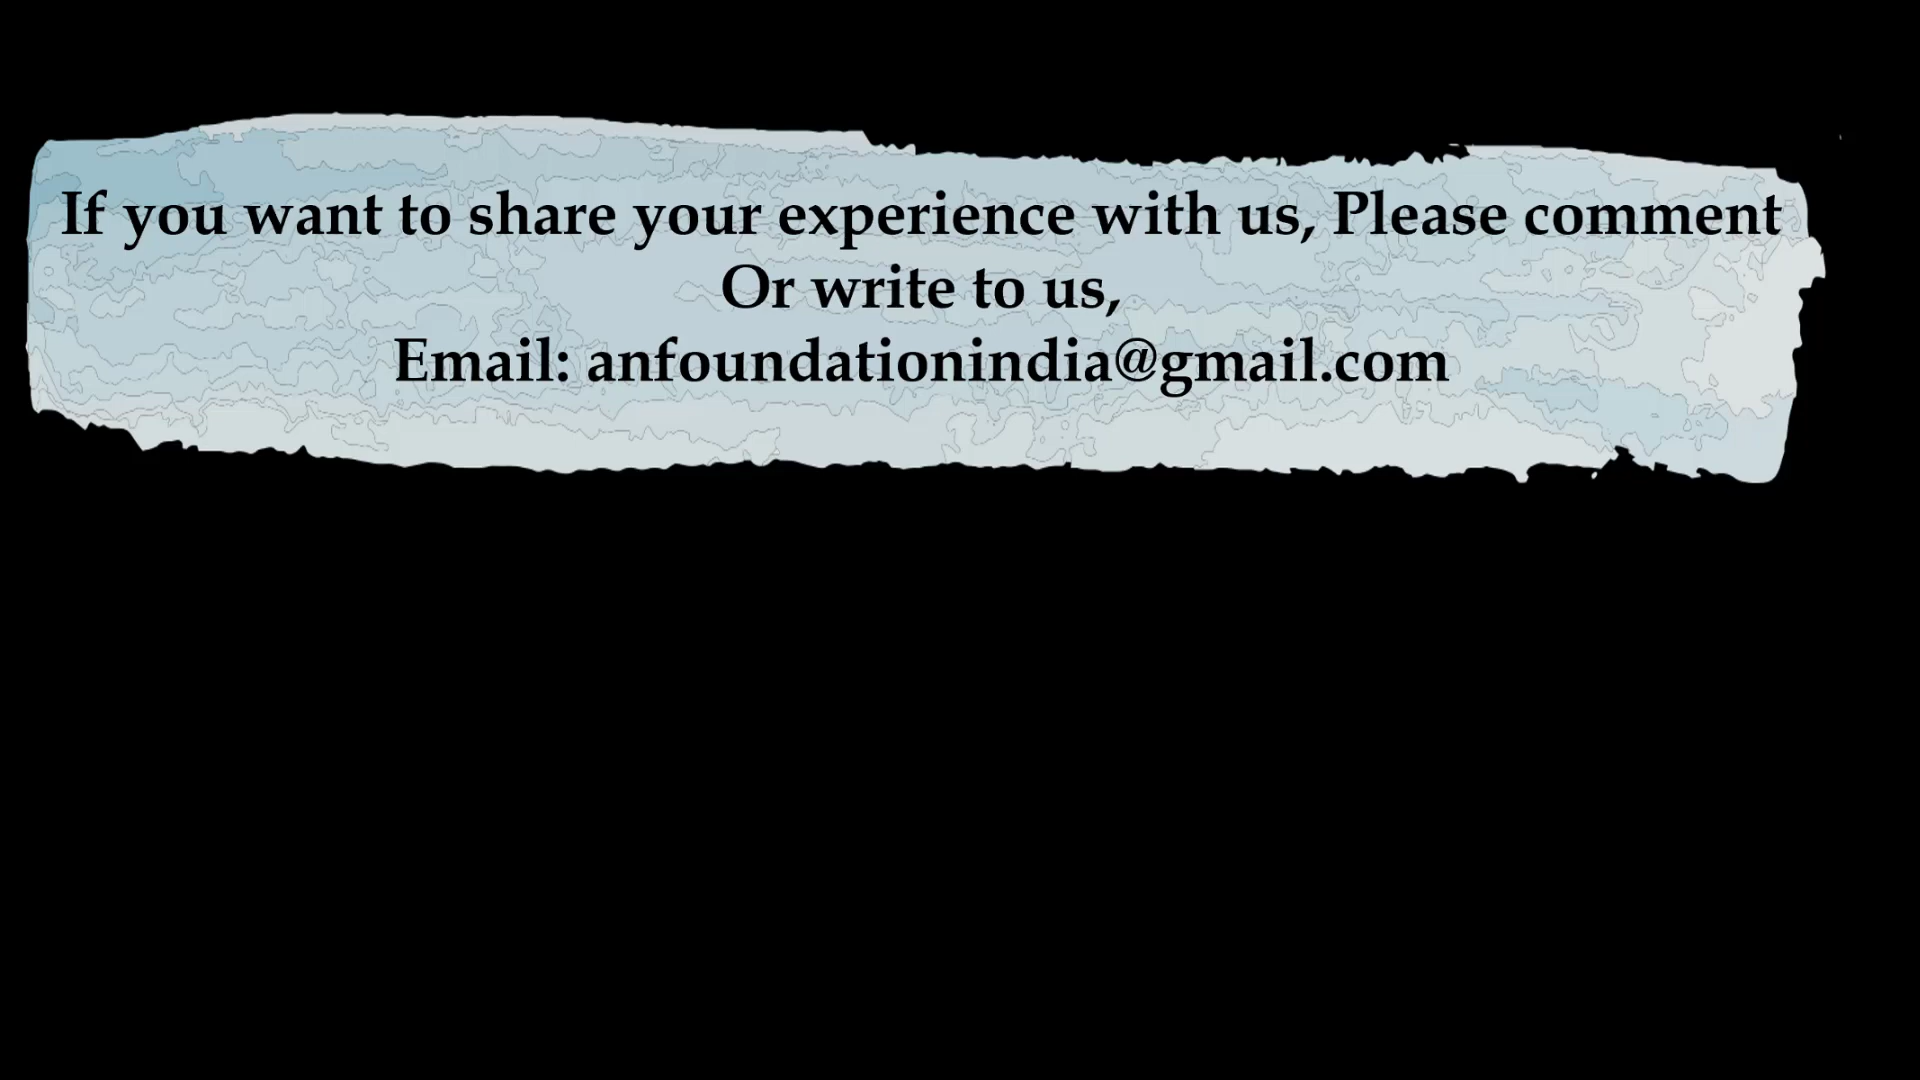 If you want to share your experience with us, Please comment
Or write to us,
Email: anfoundationindia@gmail.com